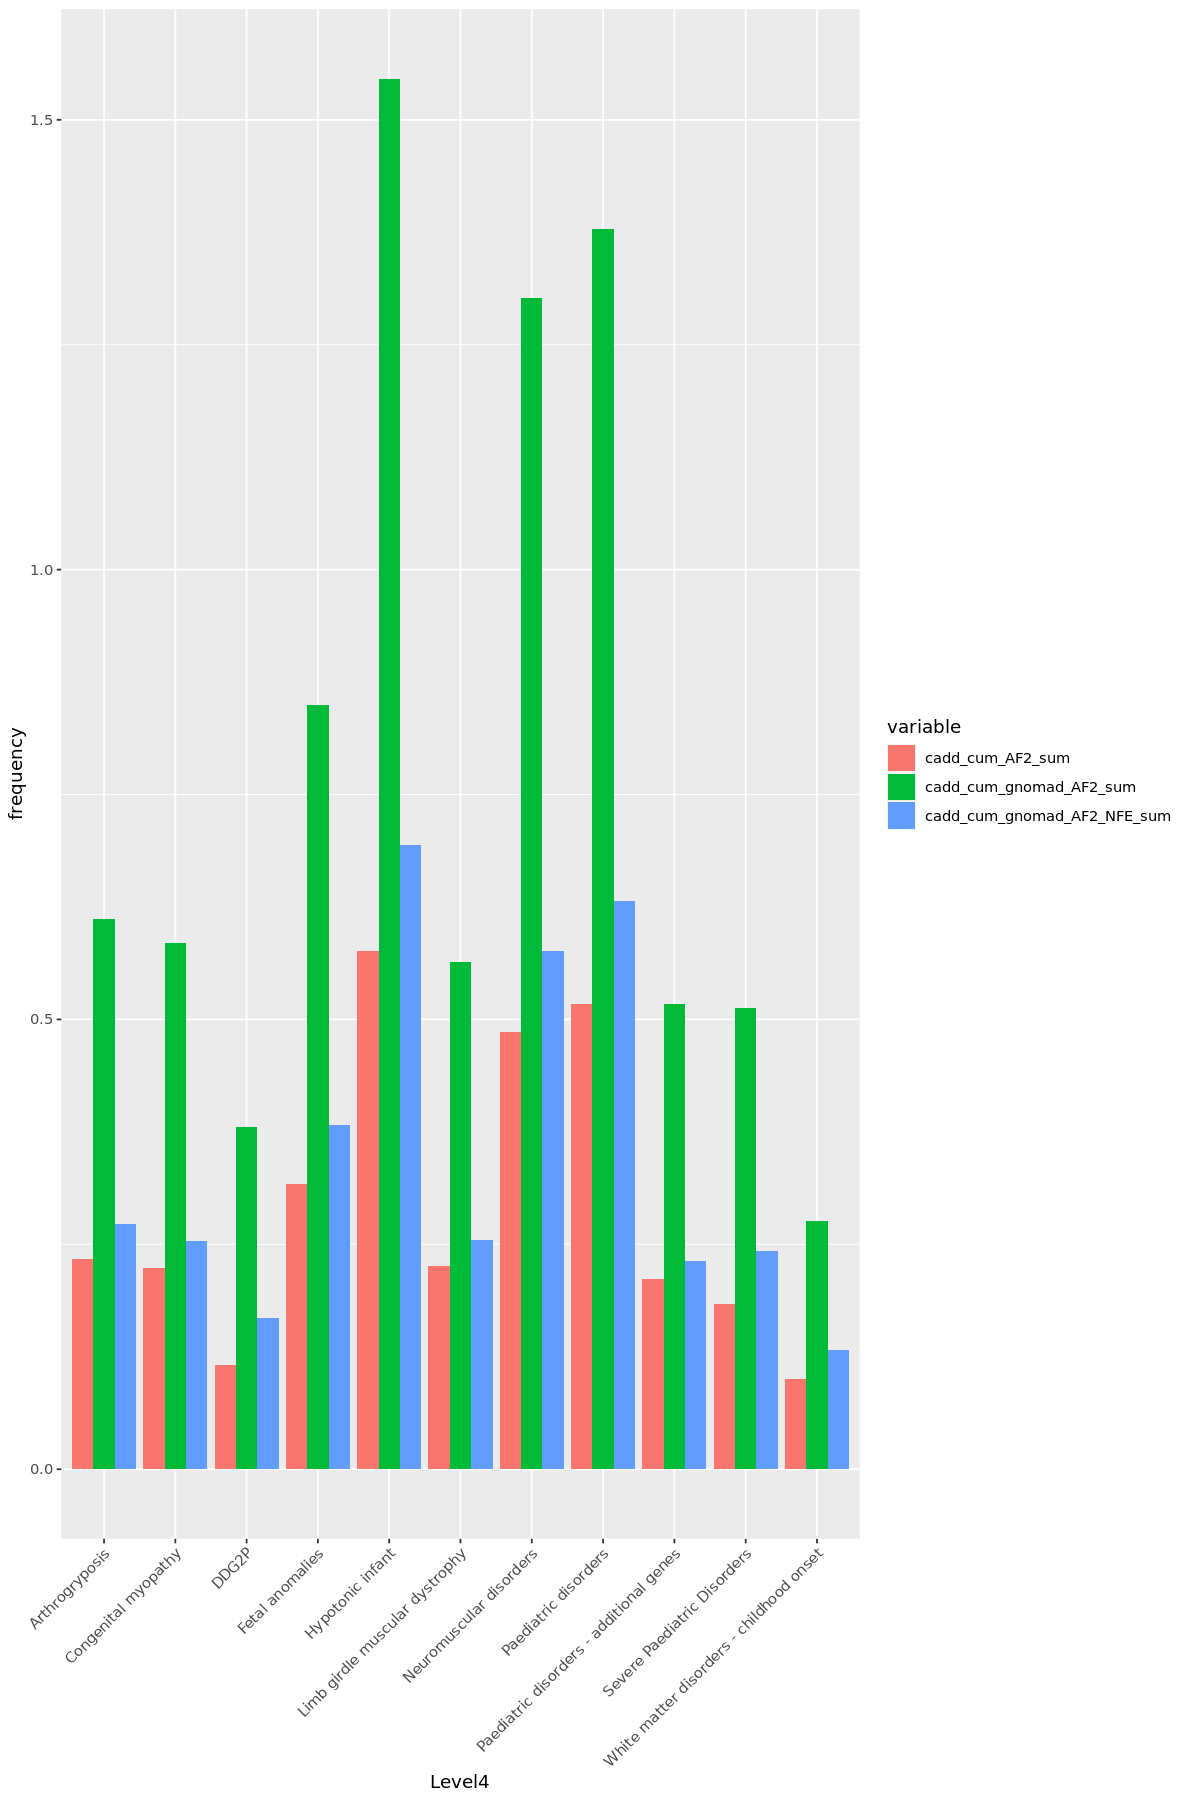 frequency
1.5
1.0
0.5
0.0
Arthrogryposis
Congenital myopathy
DDG2P
Fetal anomalies
Hypotonic infant
Limb girdle muscular dystrophy
Neuromuscular disorders
Paediatric disorders
Paediatric disorders - additional genes
Severe Paediatric Disorders
White matter disorders - childhood onset
Level4
variable
cadd_cum_AF2_sum
cadd_cum_gnomad_AF2_sum
cadd_cum_gnomad_AF2_NFE_sum